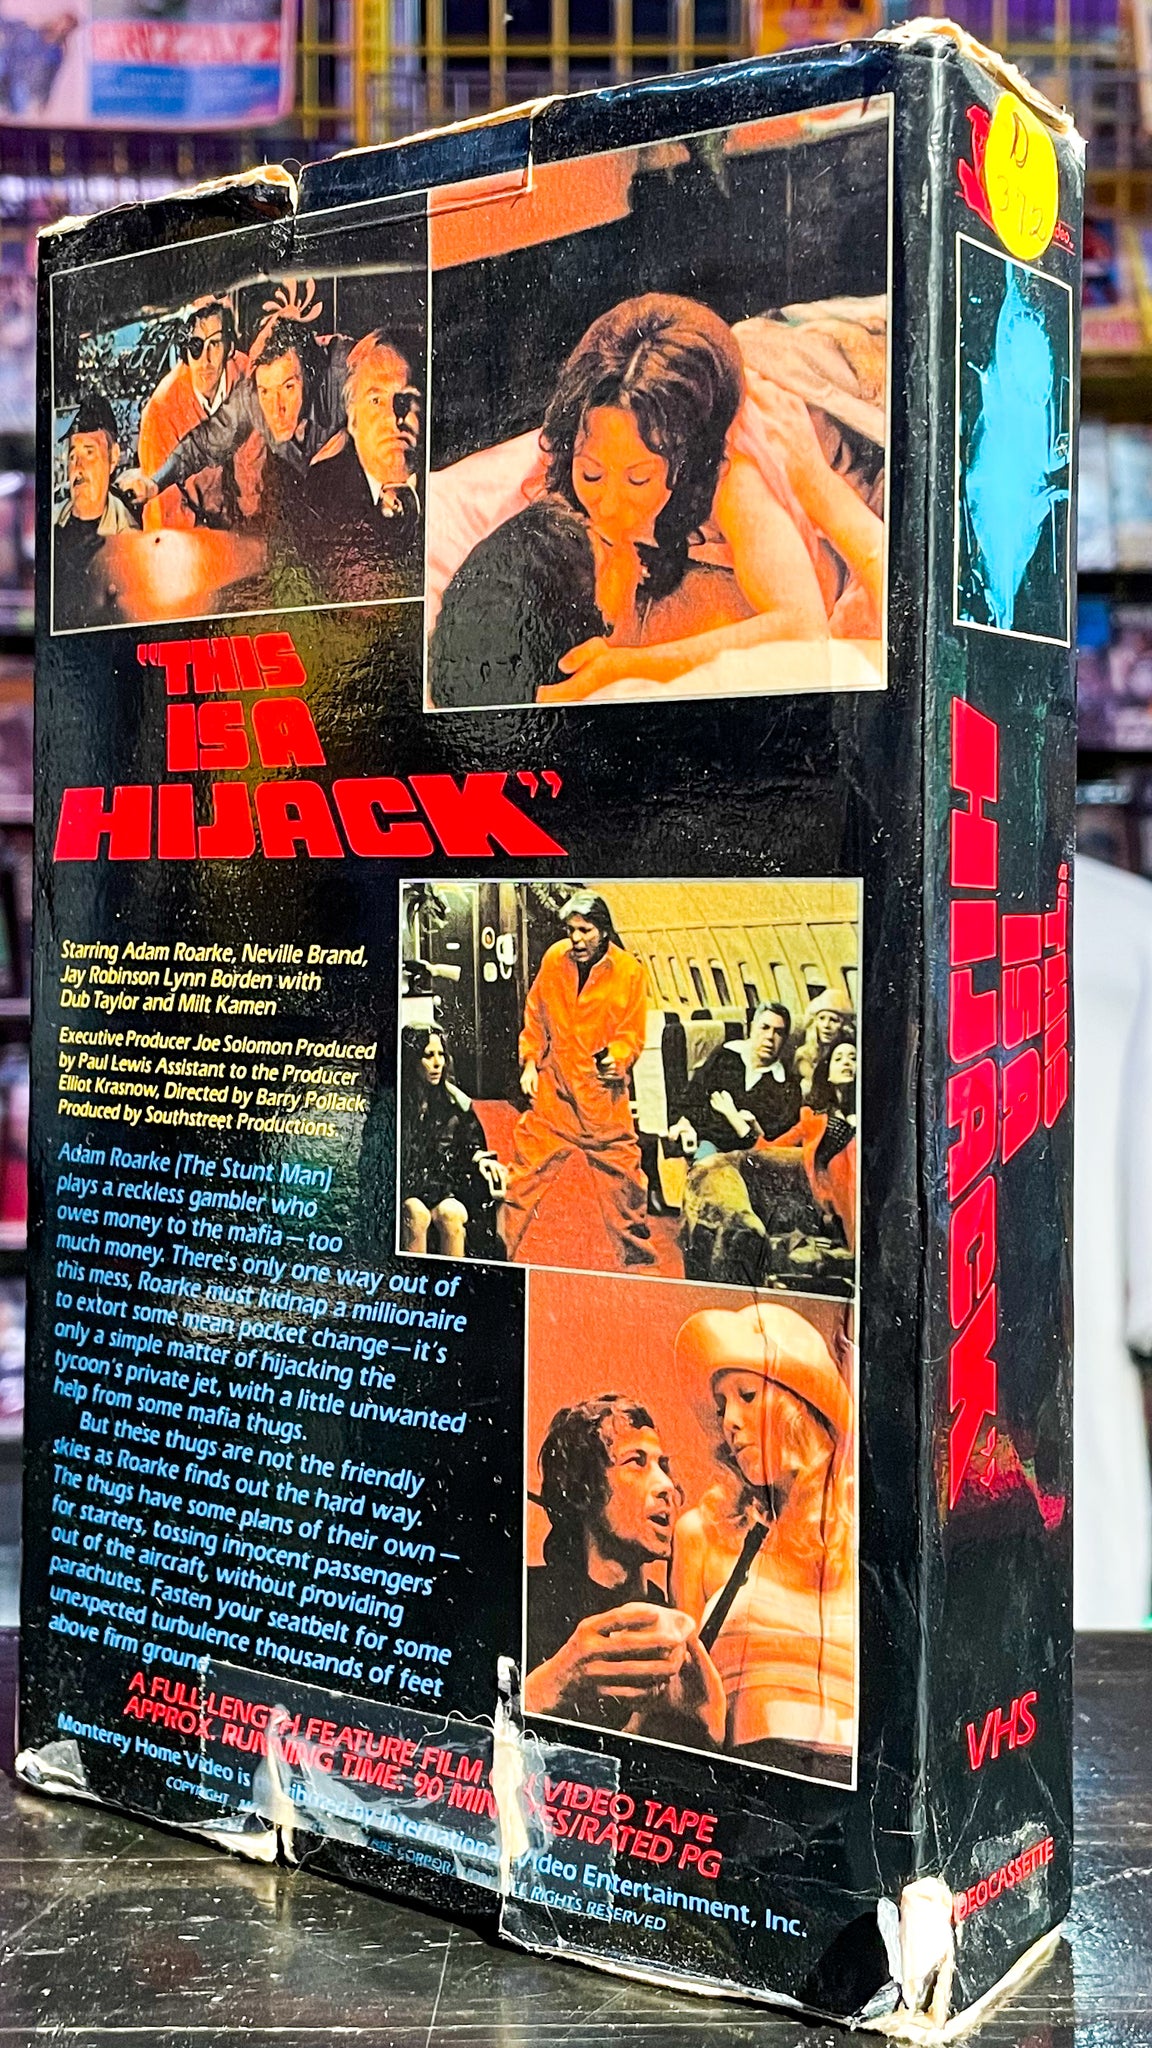 "THIS
IS A
HIJACK"
Starring Adam Roarke, Neville Brand,
Jay Robinson Lynn Borden with
Dub Taylor and Milt Kamen
Executive Producer Joe Solomon Produced
by Paul Lewis Assistant to the Producer
Elliot Krasnow, Directed by Barry Pollack
Produced by Southstreet Productions.
Adam Roarke (The Stunt Man)
plays a reckless gambler who
owes money to the mafia — too
much money. There's only one way out of
this mess, Roarke must kidnap a millionaire
to extort some mean pocket change — it's
only a simple matter of hijacking the
tycoon's private jet, with a little unwanted
help from some mafia thugs.
But these thugs are not the friendly
skies as Roarke finds out the hard way.
The thugs have some plans of their own —
for starters, tossing innocent passengers
out of the aircraft, without providing
parachutes. Fasten your seatbelt for some
unexpected turbulence thousands of feet
above firm ground.
A FULL-LENGTH FEATURE FILM VIDEO TAPE
APPROX. RUNNING TIME: 90 MINUTES/RATED PG
Monterey Home Video is distributed by International Video Entertainment, Inc.
COPYRIGHT CORPORATION ALL RIGHTS RESERVED
D
372
"THIS
IS A
HIJACK"
VHS
VIDEOCASSETTE